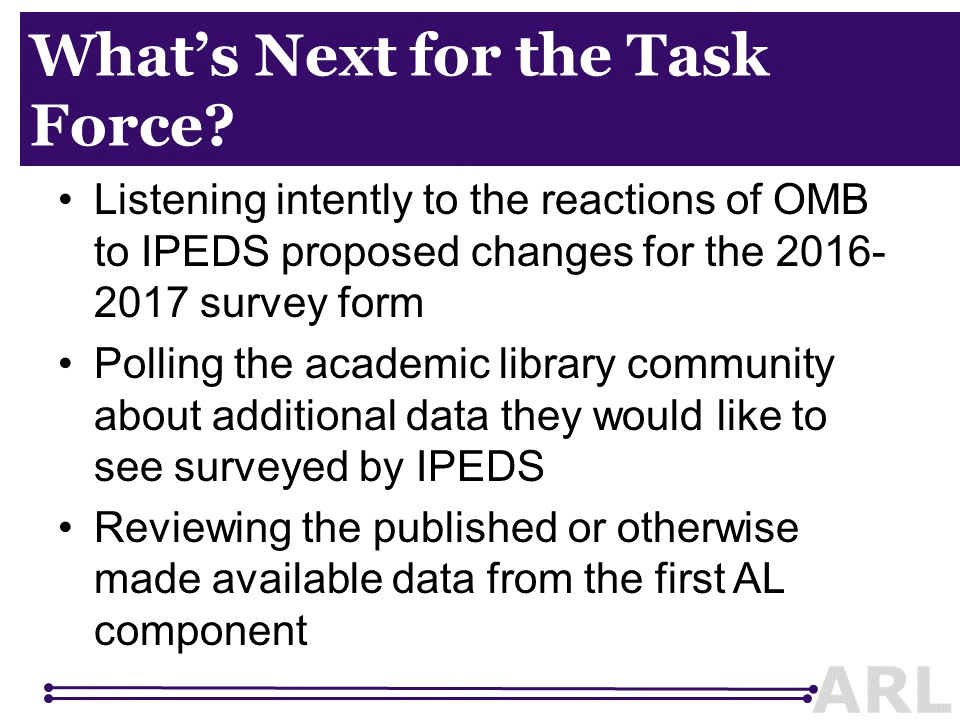 What’s Next for the Task
Force?
• Listening intently to the reactions of OMB
to IPEDS proposed changes for the 2016-
2017 survey form
• Polling the academic library community
about additional data they would like to
see surveyed by IPEDS
• Reviewing the published or otherwise
made available data from the first AL
component
ARL